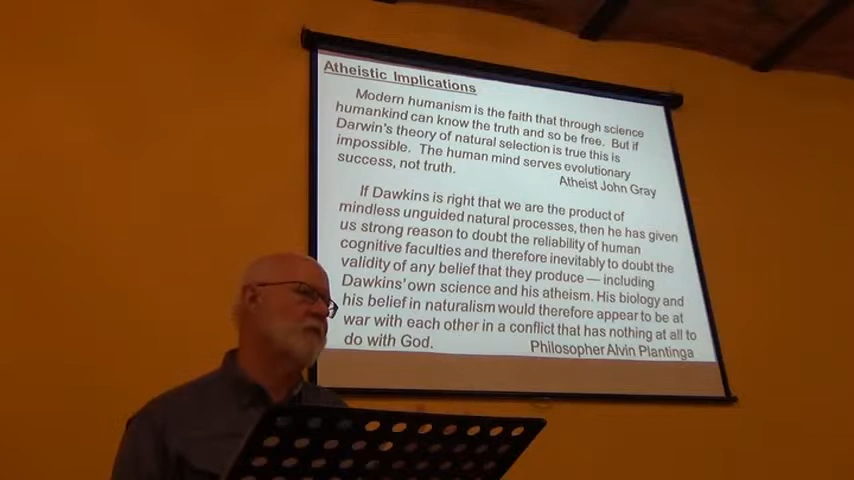 Atheistic Implications
Modern humanism is the faith that through science
humankind can know the truth and so be free. But if
Darwin's theory of natural selection is true this is
impossible. The human mind serves evolutionary
success, not truth.
Atheist John Gray
If Dawkins is right that we are the product of
mindless unguided natural processes, then he has given
us strong reason to doubt the reliability of human
cognitive faculties and therefore inevitably to doubt the
validity of any belief that they produce — including
Dawkins' own science and his atheism. His biology and
his belief in naturalism would therefore appear to be at
war with each other in a conflict that has nothing at all to
do with God.
Philosopher Alvin Plantinga